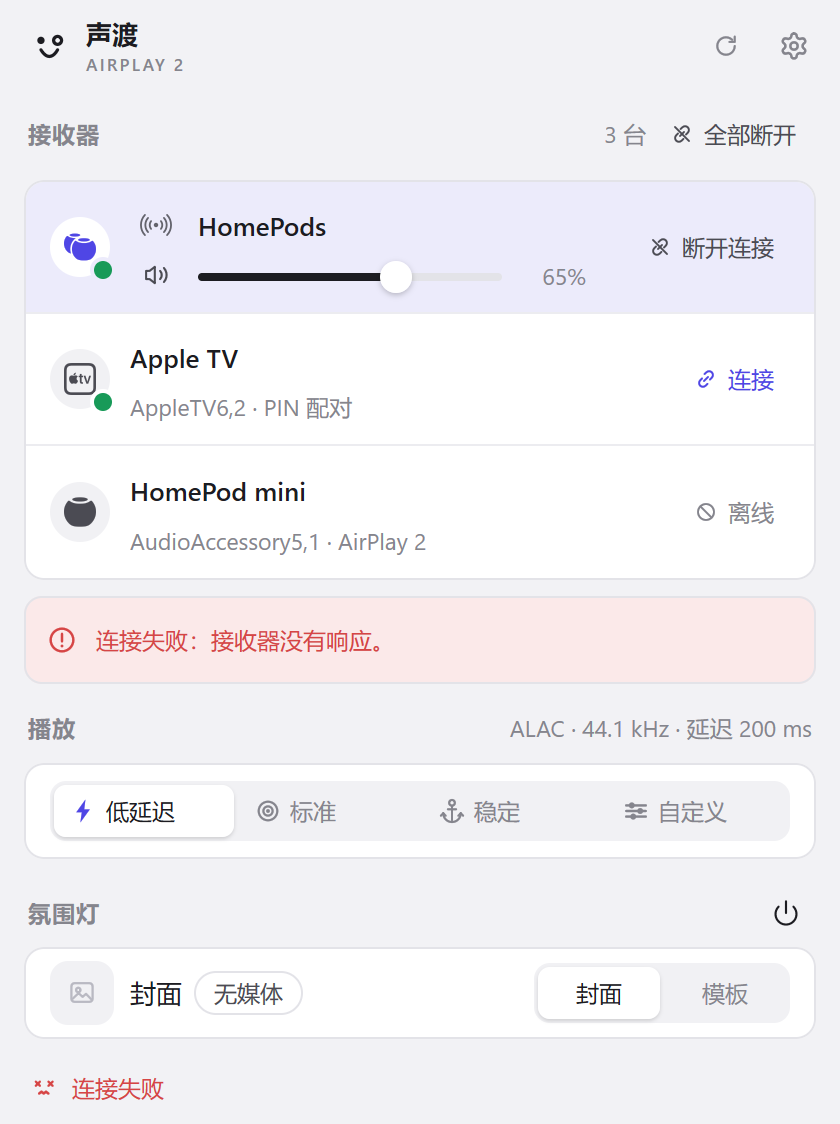 声渡
AIRPLAY 2
接收器
3 台 全部断开
HomePods
65%
断开连接
tv
Apple TV
AppleTV6,2 · PIN 配对
连接
HomePod mini
AudioAccessory5,1 · AirPlay 2
离线
连接失败：接收器没有响应。
播放
ALAC · 44.1 kHz · 延迟 200 ms
低延迟 标准 稳定 自定义
氛围灯
封面 无媒体 封面 模板
连接失败